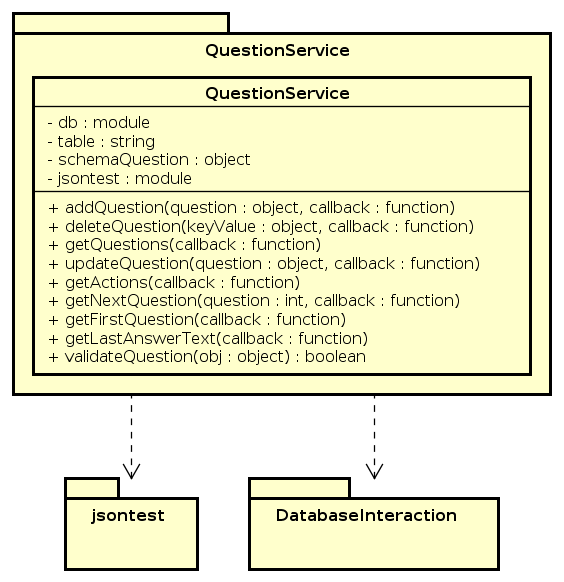 QuestionService
QuestionService
- db : module
- table : string
- schemaQuestion : object
- jsontest : module
+ addQuestion(question : object, callback : function)
+ deleteQuestion(keyValue : object, callback : function)
+ getQuestions(callback : function)
+ updateQuestion(question : object, callback : function)
+ getActions(callback : function)
+ getNextQuestion(question : int, callback : function)
+ getFirstQuestion(callback : function)
+ getLastAnswerText(callback : function)
+ validateQuestion(obj : object) : boolean
jsontest
DatabaseInteraction